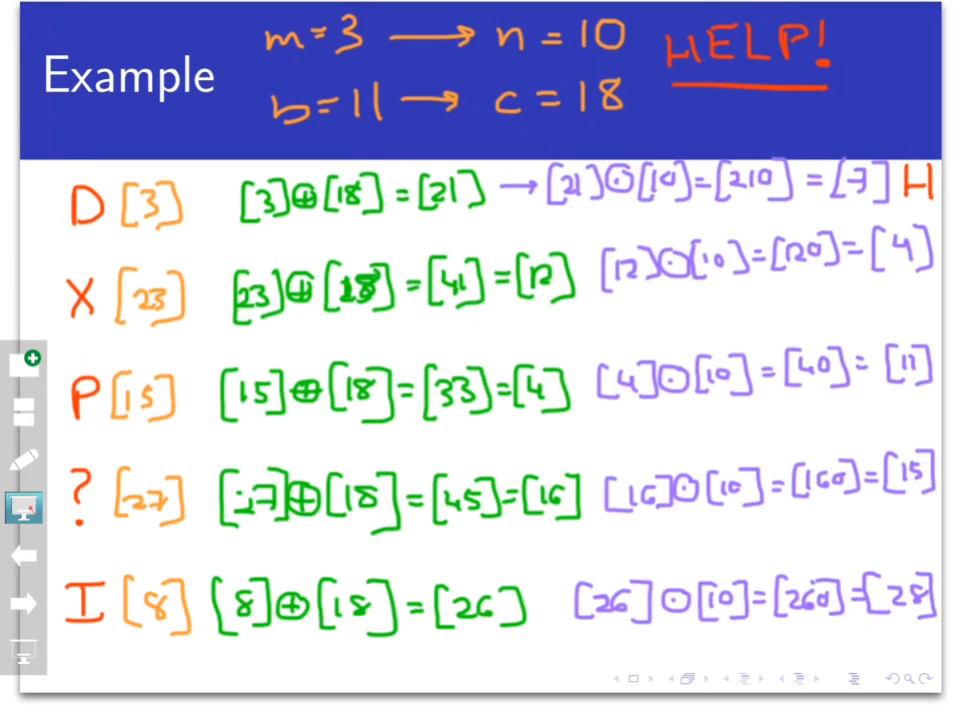 m=3 → n = 10 HELP!
Example
b=11 → c = 18
D [3] [3]⊕[18] = [21] → [21]⊙[10]=[210] = [7] H
X [23] [23]⊕[18] = [41] = [12] [12]⊙[10]=[120]=[4]
P [15] [15]⊕[18]=[33]=[4] [4]⊙[10] = [40] = [11]
? [27] [27]⊕[18]=[45]=[16] [16]⊙[10]=[160]=[15]
I [8] [8]⊕[18]=[26] [26]⊙[10]=[260]=[28]